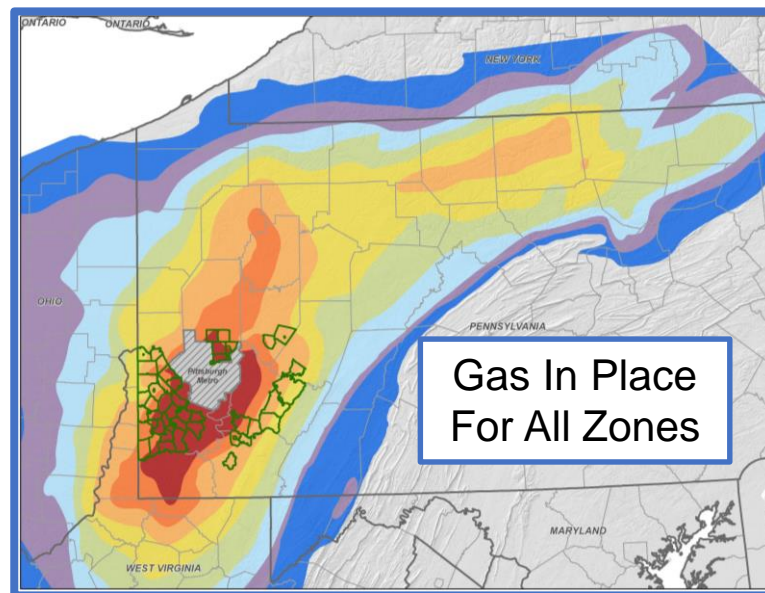 ONTARIO
ONTARIO
NEW YORK
OHIO
PENNSYLVANIA
Pittsburgh
Metro
Gas In Place
For All Zones
MARYLAND
WEST VIRGINIA